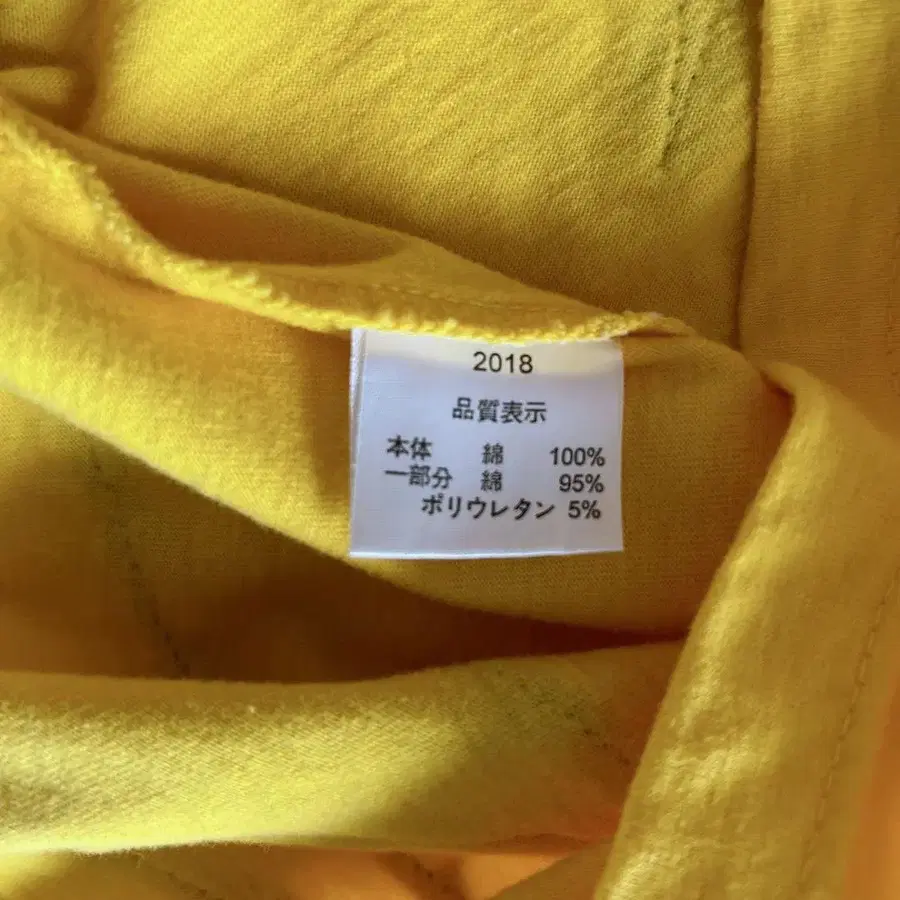 2018
品質表示
本体 綿 100%
一部分 綿 95%
ポリウレタン 5%